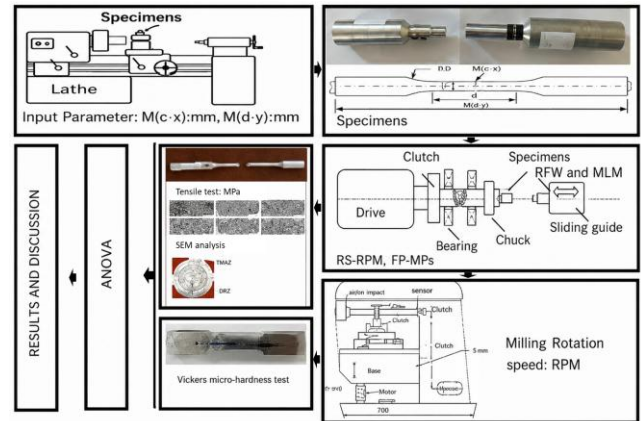 Specimens
Lathe
Input Parameter: M(c·x):mm, M(d·y):mm
D.D
M(c·x)
d
M(d·y)
Specimens
Clutch
Specimens
RFW and MLM
Drive
Sliding guide
Chuck
Bearing
RS-RPM, FP-MPs
Tensile test: MPa
SEM analysis
TMAZ
DRZ
ANOVA
RESULTS AND DISCUSSION
Vickers micro-hardness test
sensor
Clutch
Clutch
Clutch
5 mm
Base
Motor
700
Milling Rotation
speed: RPM